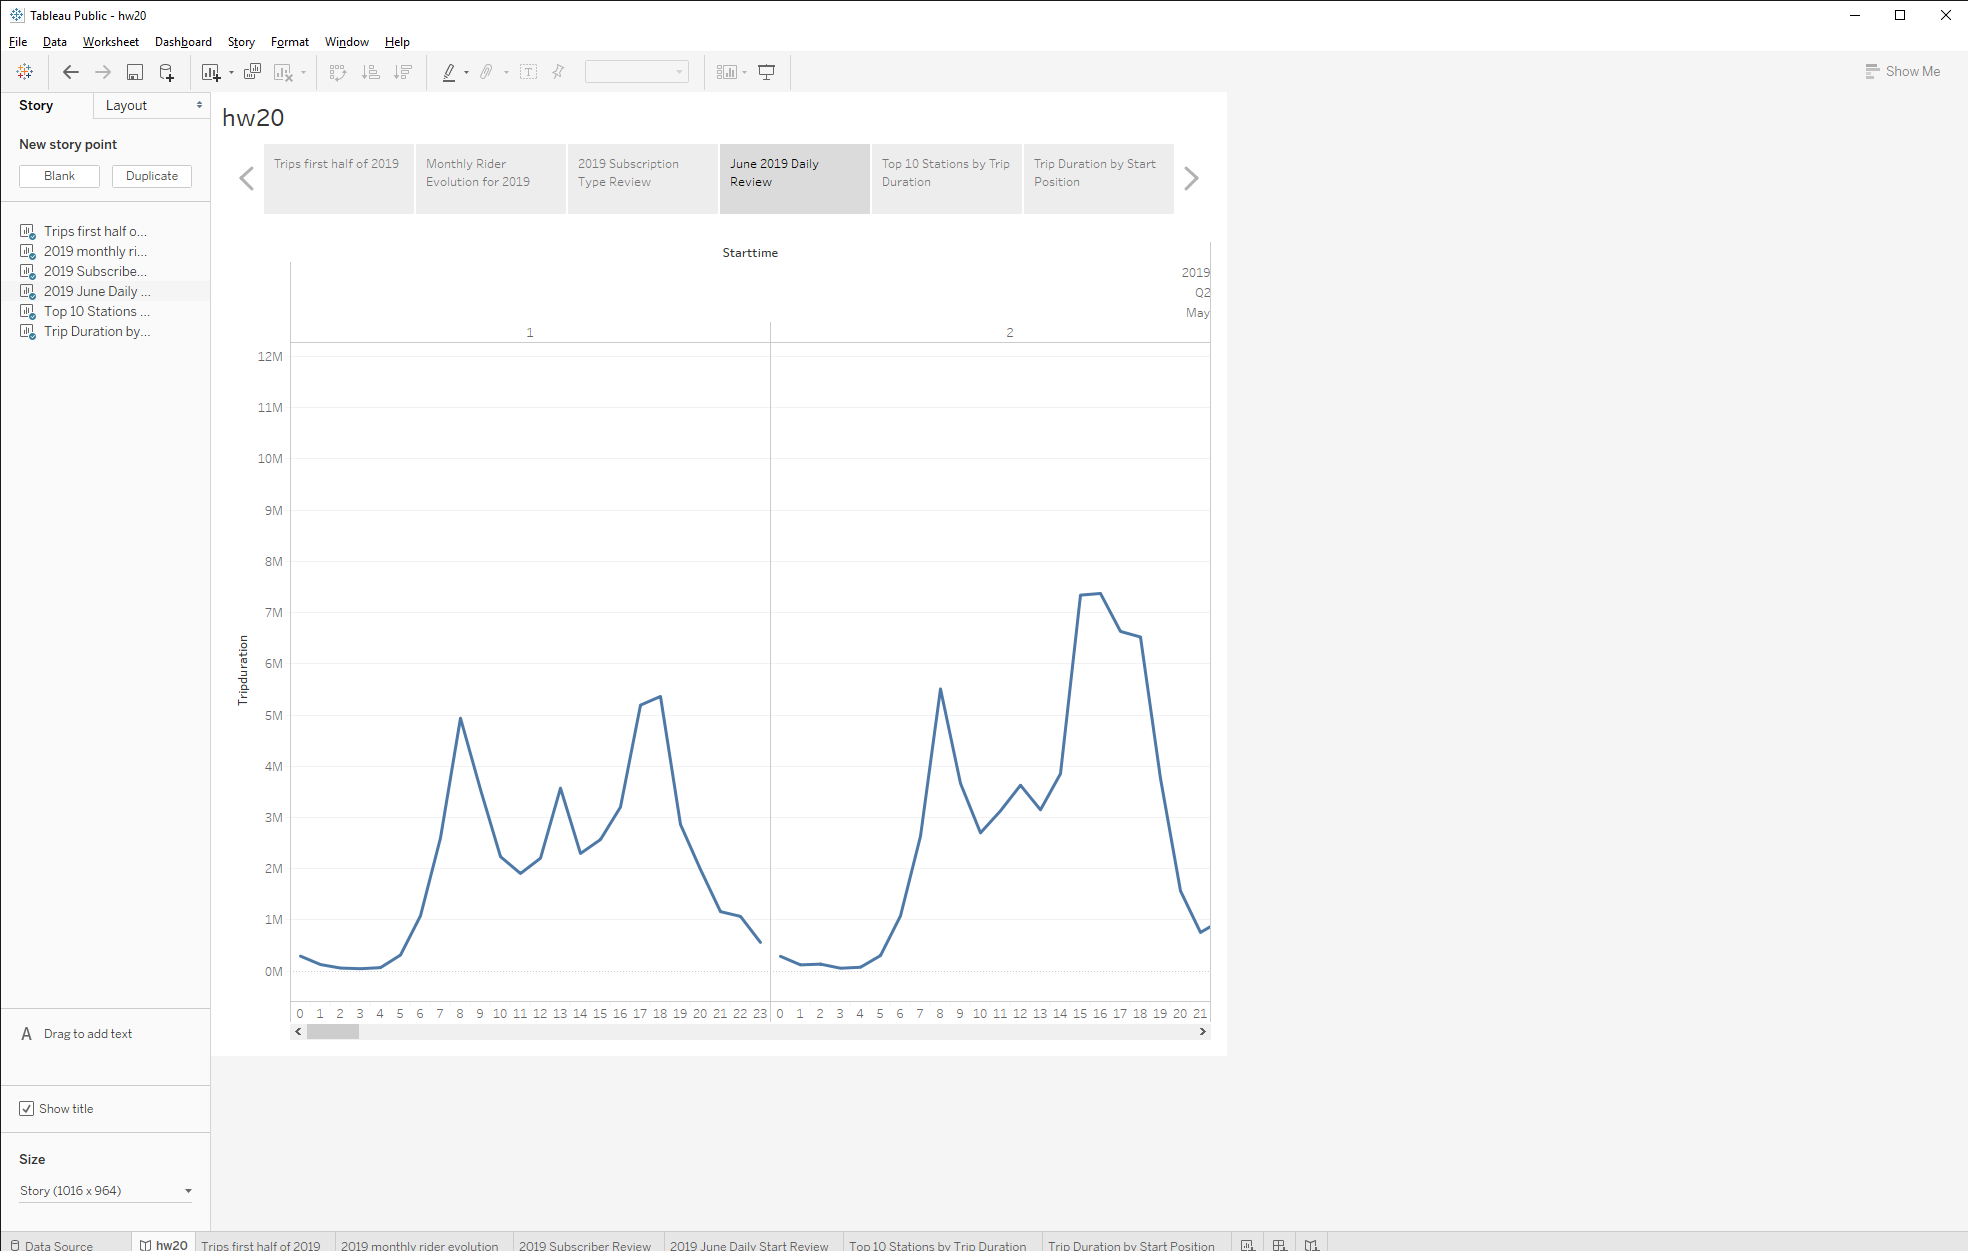 Tableau Public - hw20
File Data Worksheet Dashboard Story Format Window Help
Show Me
Story Layout
New story point
Blank Duplicate
Trips first half o...
2019 monthly ri...
2019 Subscribe...
2019 June Daily ...
Top 10 Stations ...
Trip Duration by...
A Drag to add text
Show title
Size
Story (1016 x 964)
hw20
Trips first half of 2019
Monthly Rider
Evolution for 2019
2019 Subscription
Type Review
June 2019 Daily
Review
Top 10 Stations by Trip
Duration
Trip Duration by Start
Position
Starttime
2019
Q2
May
1 2
12M
11M
10M
9M
8M
7M
6M
5M
4M
3M
2M
1M
0M
Tripduration
0 1 2 3 4 5 6 7 8 9 10 11 12 13 14 15 16 17 18 19 20 21 22 23 0 1 2 3 4 5 6 7 8 9 10 11 12 13 14 15 16 17 18 19 20 21
Data Source hw20 Trips first half of 2019 2019 monthly rider evolution 2019 Subscriber Review 2019 June Daily Start Review Top 10 Stations by Trip Duration Trip Duration by Start Position